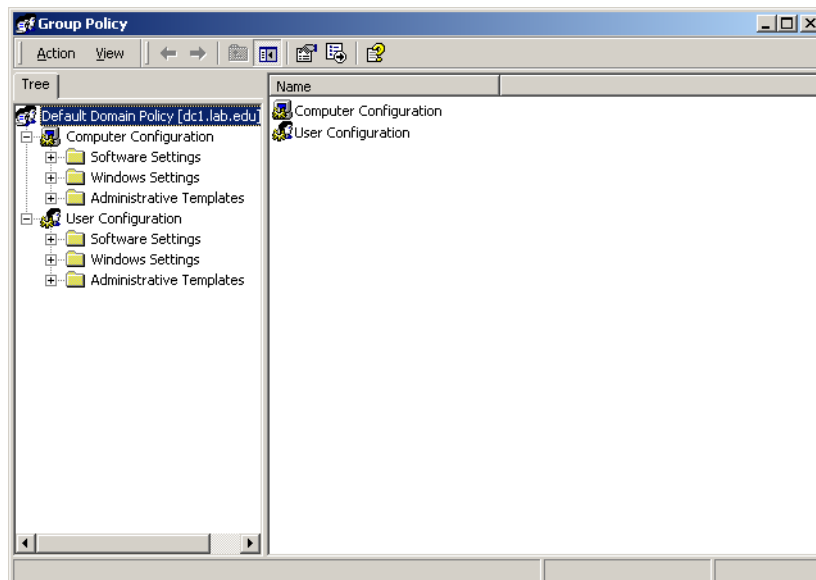 Group Policy
Action View
Tree
Name
Default Domain Policy [dc1.lab.edu]
Computer Configuration
Software Settings
Windows Settings
Administrative Templates
User Configuration
Software Settings
Windows Settings
Administrative Templates
Computer Configuration
User Configuration